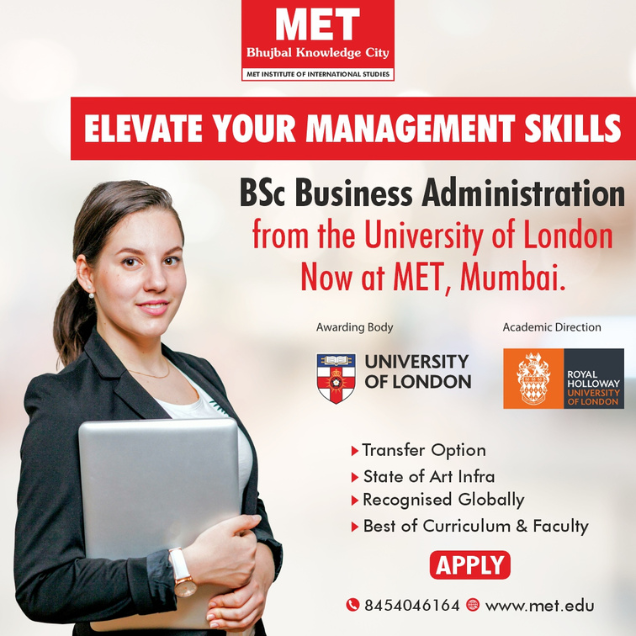 MET
Bhujbal Knowledge City
MET INSTITUTE OF INTERNATIONAL STUDIES
ELEVATE YOUR MANAGEMENT SKILLS
BSc Business Administration
from the University of London
Now at MET, Mumbai.
Awarding Body
UNIVERSITY
OF LONDON
Academic Direction
ROYAL
HOLLOWAY
UNIVERSITY
OF LONDON
Transfer Option
State of Art Infra
Recognised Globally
Best of Curriculum & Faculty
APPLY
8454046164 www.met.edu